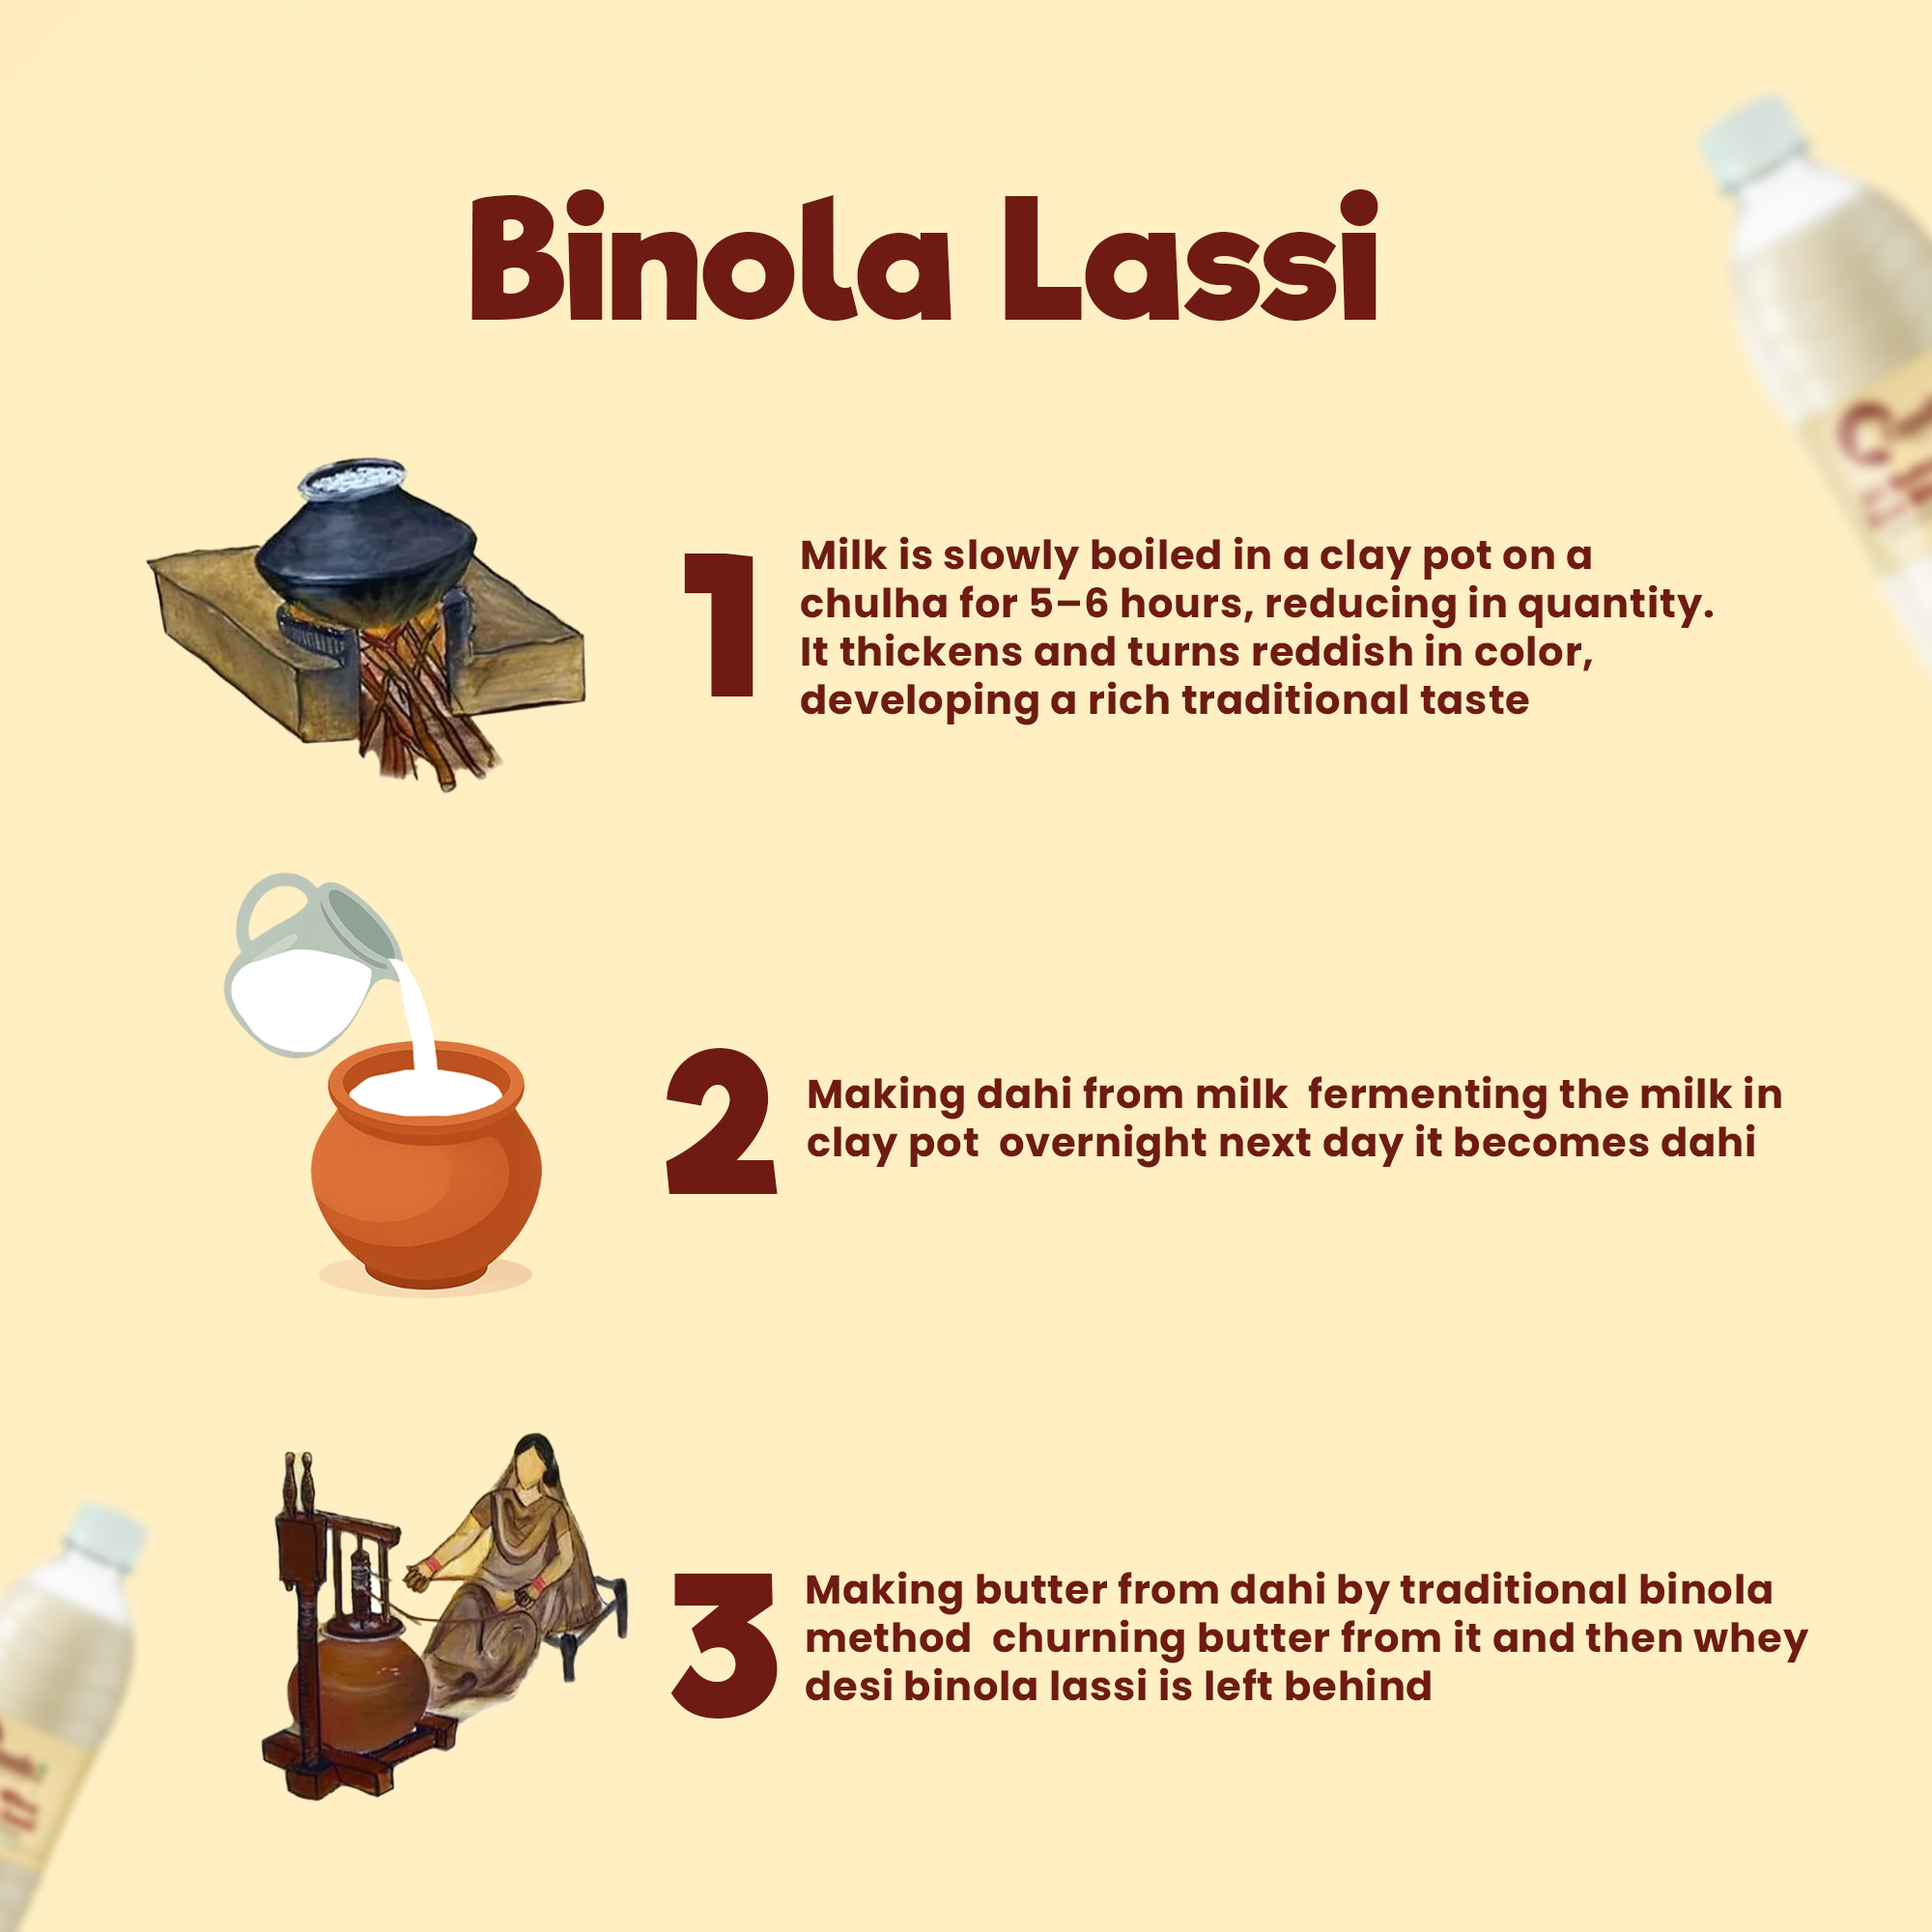 Binola Lassi
1
Milk is slowly boiled in a clay pot on a
chulha for 5–6 hours, reducing in quantity.
It thickens and turns reddish in color,
developing a rich traditional taste
2
Making dahi from milk  fermenting the milk in
clay pot  overnight next day it becomes dahi
3
Making butter from dahi by traditional binola
method  churning butter from it and then whey
desi binola lassi is left behind